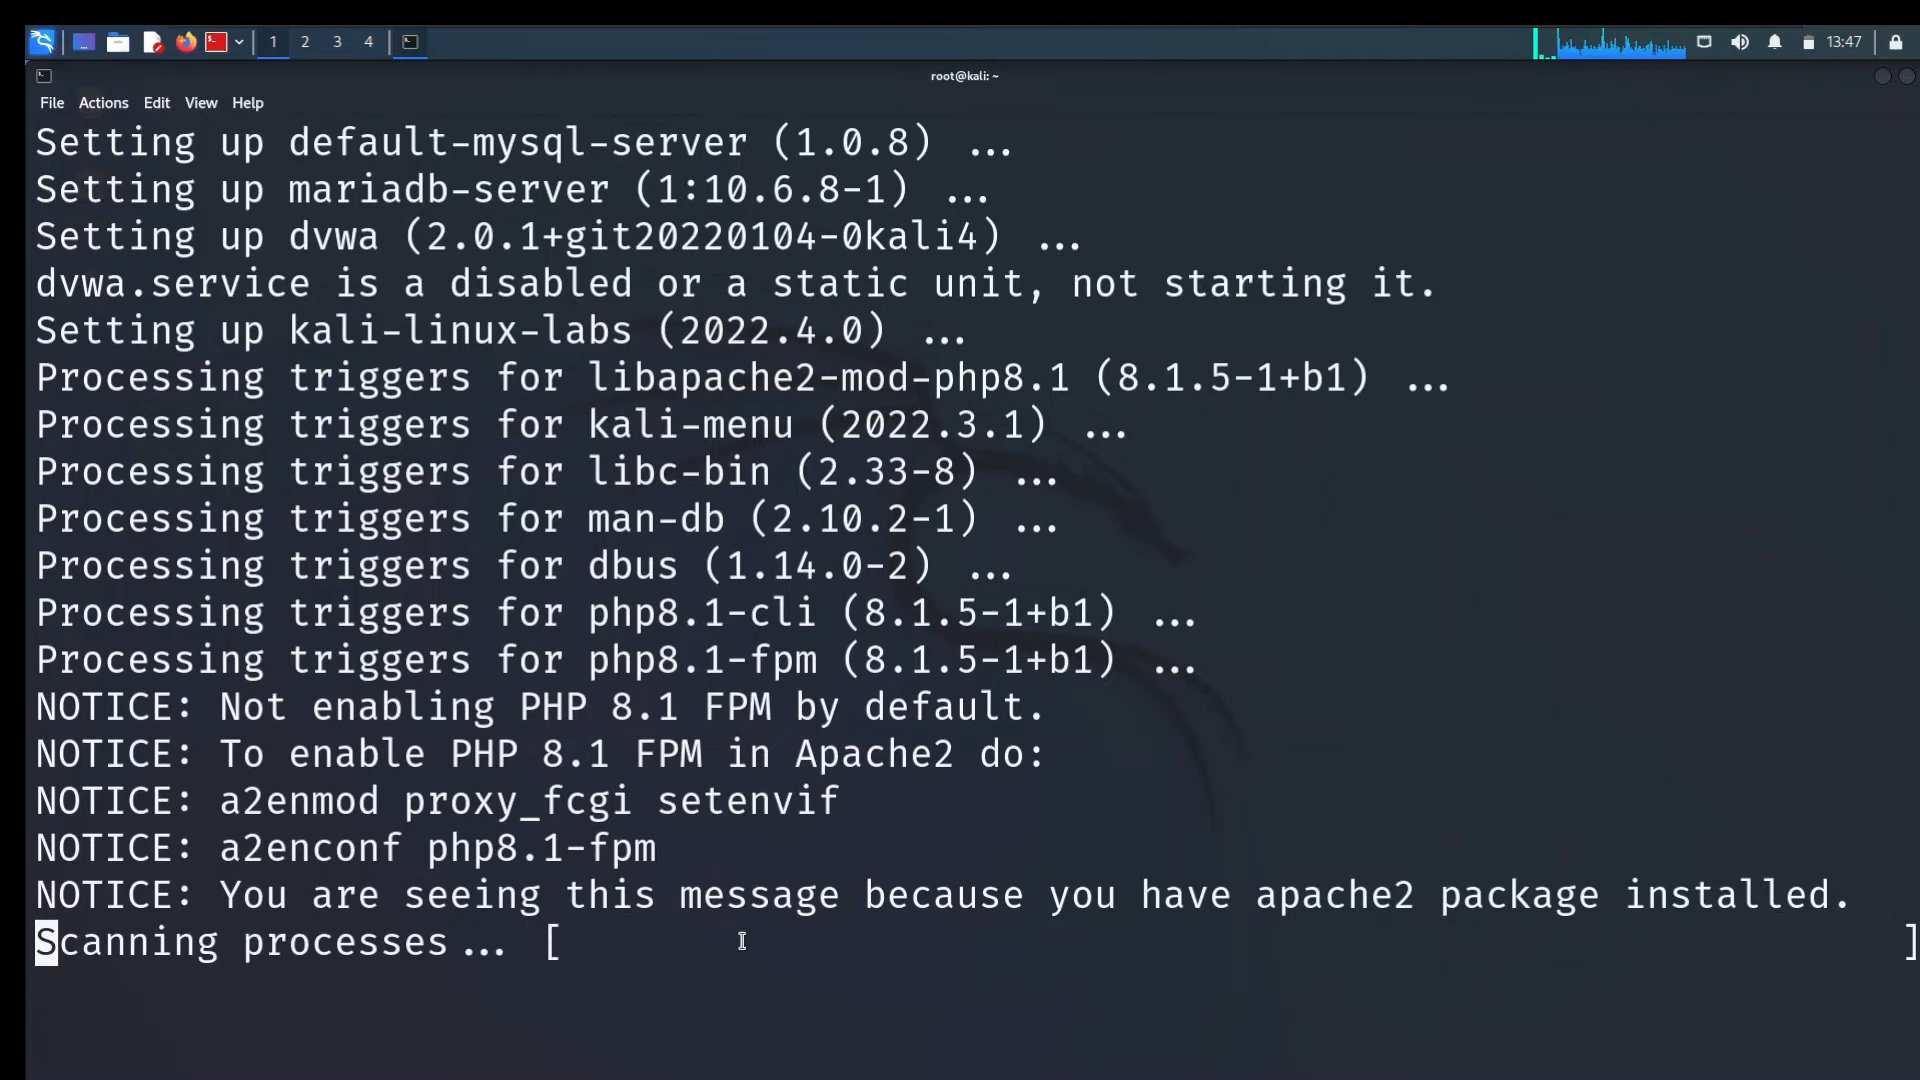 1 2 3 4
13:47
root@kali: ~
File Actions Edit View Help
Setting up default-mysql-server (1.0.8) ...
Setting up mariadb-server (1:10.6.8-1) ...
Setting up dvwa (2.0.1+git20220104-0kali4) ...
dvwa.service is a disabled or a static unit, not starting it.
Setting up kali-linux-labs (2022.4.0) ...
Processing triggers for libapache2-mod-php8.1 (8.1.5-1+b1) ...
Processing triggers for kali-menu (2022.3.1) ...
Processing triggers for libc-bin (2.33-8) ...
Processing triggers for man-db (2.10.2-1) ...
Processing triggers for dbus (1.14.0-2) ...
Processing triggers for php8.1-cli (8.1.5-1+b1) ...
Processing triggers for php8.1-fpm (8.1.5-1+b1) ...
NOTICE: Not enabling PHP 8.1 FPM by default.
NOTICE: To enable PHP 8.1 FPM in Apache2 do:
NOTICE: a2enmod proxy_fcgi setenvif
NOTICE: a2enconf php8.1-fpm
NOTICE: You are seeing this message because you have apache2 package installed.
Scanning processes... [ ]